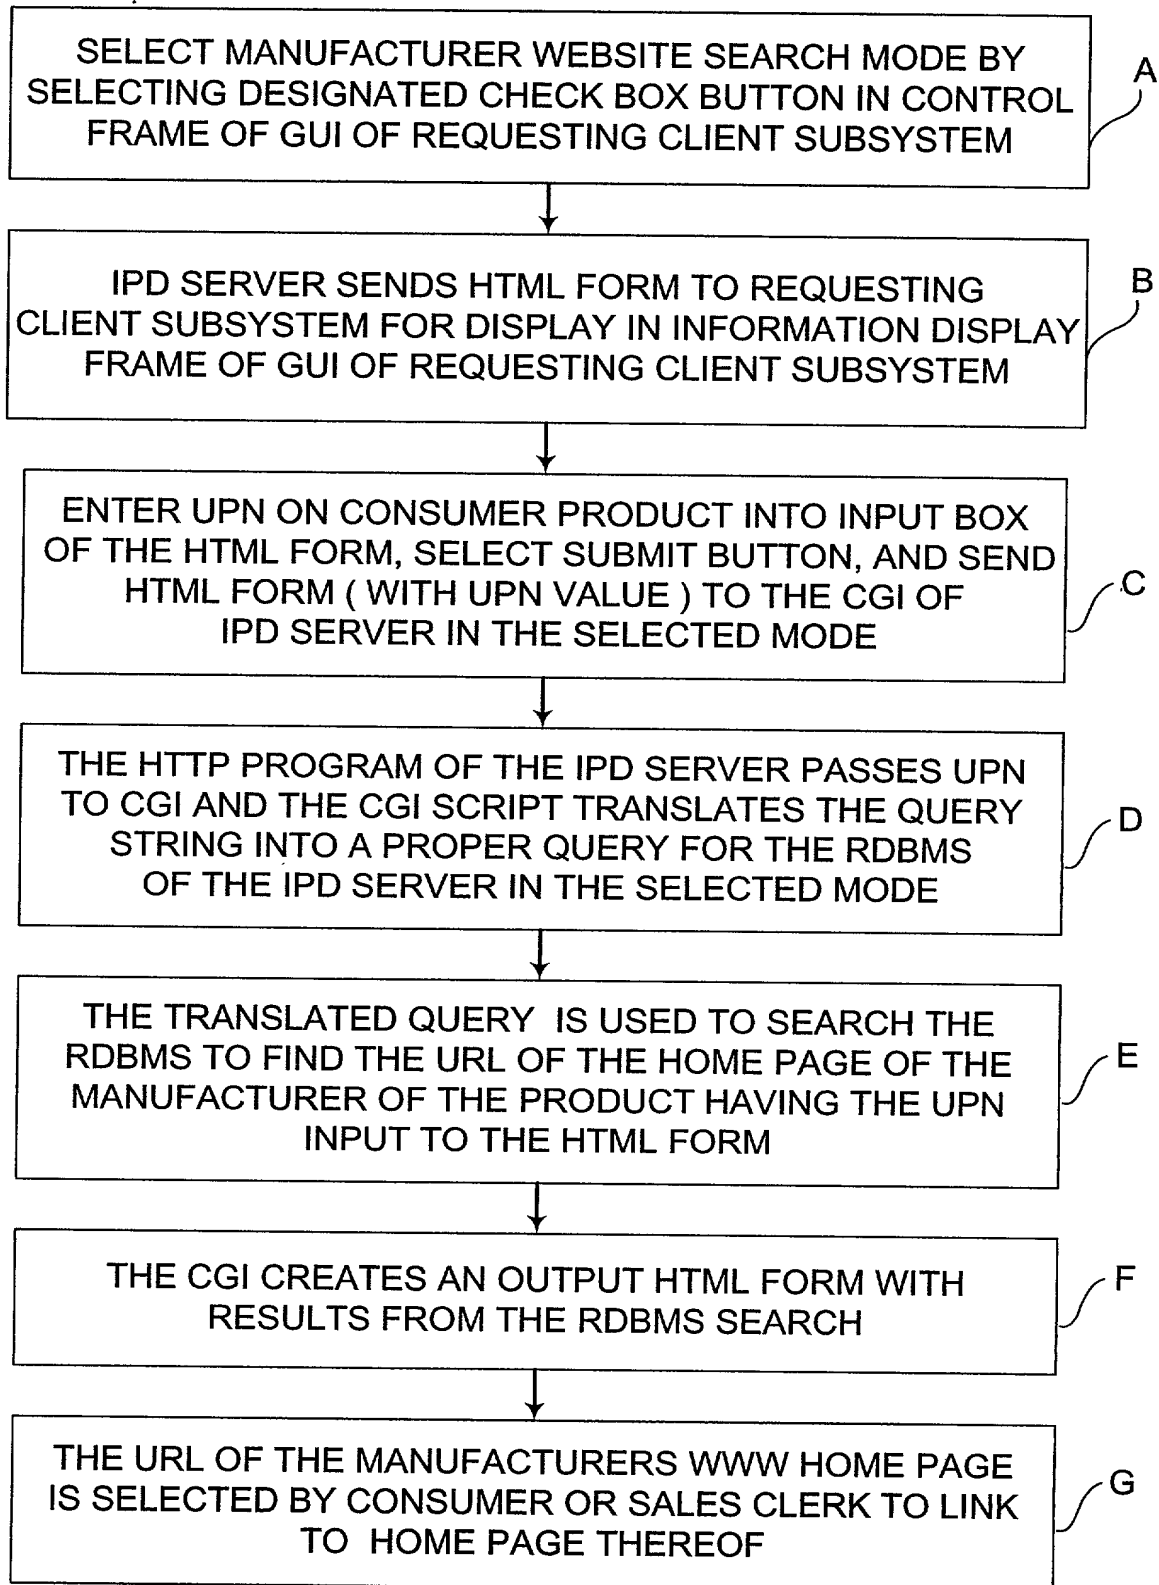 SELECT MANUFACTURER WEBSITE SEARCH MODE BY
SELECTING DESIGNATED CHECK BOX BUTTON IN CONTROL
FRAME OF GUI OF REQUESTING CLIENT SUBSYSTEM
A
IPD SERVER SENDS HTML FORM TO REQUESTING
CLIENT SUBSYSTEM FOR DISPLAY IN INFORMATION DISPLAY
FRAME OF GUI OF REQUESTING CLIENT SUBSYSTEM
B
ENTER UPN ON CONSUMER PRODUCT INTO INPUT BOX
OF THE HTML FORM, SELECT SUBMIT BUTTON, AND SEND
HTML FORM ( WITH UPN VALUE ) TO THE CGI OF
IPD SERVER IN THE SELECTED MODE
C
THE HTTP PROGRAM OF THE IPD SERVER PASSES UPN
TO CGI AND THE CGI SCRIPT TRANSLATES THE QUERY
STRING INTO A PROPER QUERY FOR THE RDBMS
OF THE IPD SERVER IN THE SELECTED MODE
D
THE TRANSLATED QUERY IS USED TO SEARCH THE
RDBMS TO FIND THE URL OF THE HOME PAGE OF THE
MANUFACTURER OF THE PRODUCT HAVING THE UPN
INPUT TO THE HTML FORM
E
THE CGI CREATES AN OUTPUT HTML FORM WITH
RESULTS FROM THE RDBMS SEARCH
F
THE URL OF THE MANUFACTURERS WWW HOME PAGE
IS SELECTED BY CONSUMER OR SALES CLERK TO LINK
TO HOME PAGE THEREOF
G